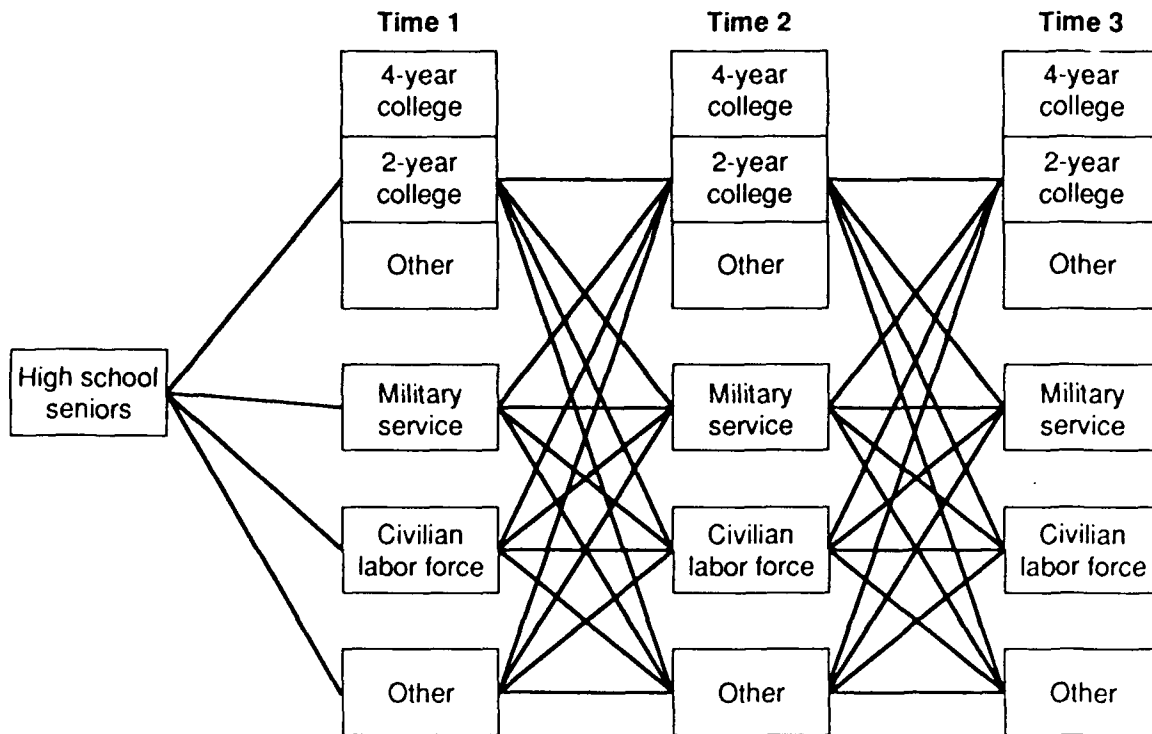 Time 1
Time 2
Time 3
4-year
college
4-year
college
4-year
college
2-year
college
2-year
college
2-year
college
Other
Other
Other
High school
seniors
Military
service
Military
service
Military
service
Civilian
labor force
Civilian
labor force
Civilian
labor force
Other
Other
Other